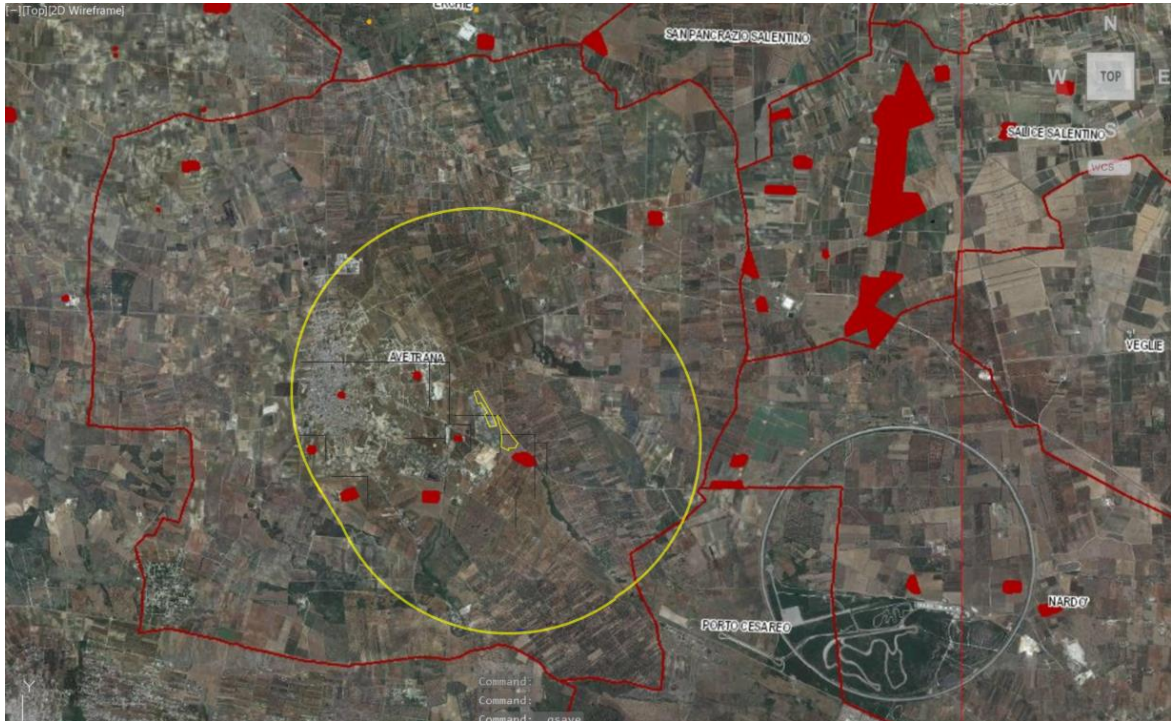 [-][Top][2D Wireframe]
ERCHIE
SAN PANCRAZIO SALENTINO
N
W
TOP
E
SALICE SALENTINO
S
WCS
VEGLIE
AVETRANA
NARDO'
PORTO CESAREO
Y
Command:
Command:
Command: _qsave